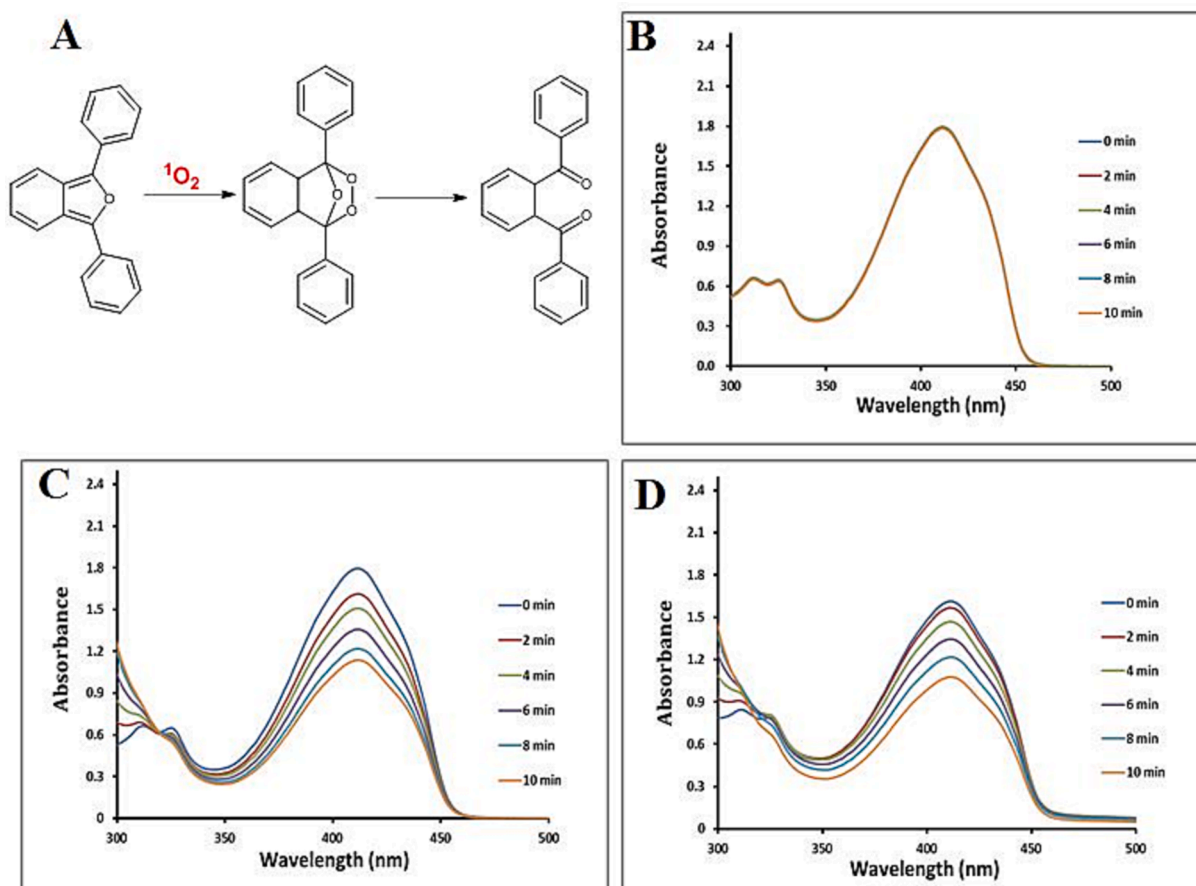 A
¹O₂
O
O
O
O
O
O
B
Absorbance
2.4
2.1
1.8
1.5
1.2
0.9
0.6
0.3
0.0
300
350
400
450
500
Wavelength (nm)
0 min
2 min
4 min
6 min
8 min
10 min
C
Absorbance
2.4
2.1
1.8
1.5
1.2
0.9
0.6
0.3
0
300
350
400
450
500
Wavelength (nm)
0 min
2 min
4 min
6 min
8 min
10 min
D
Absorbance
2.4
2.1
1.8
1.5
1.2
0.9
0.6
0.3
0
300
350
400
450
500
Wavelength (nm)
0 min
2 min
4 min
6 min
8 min
10 min